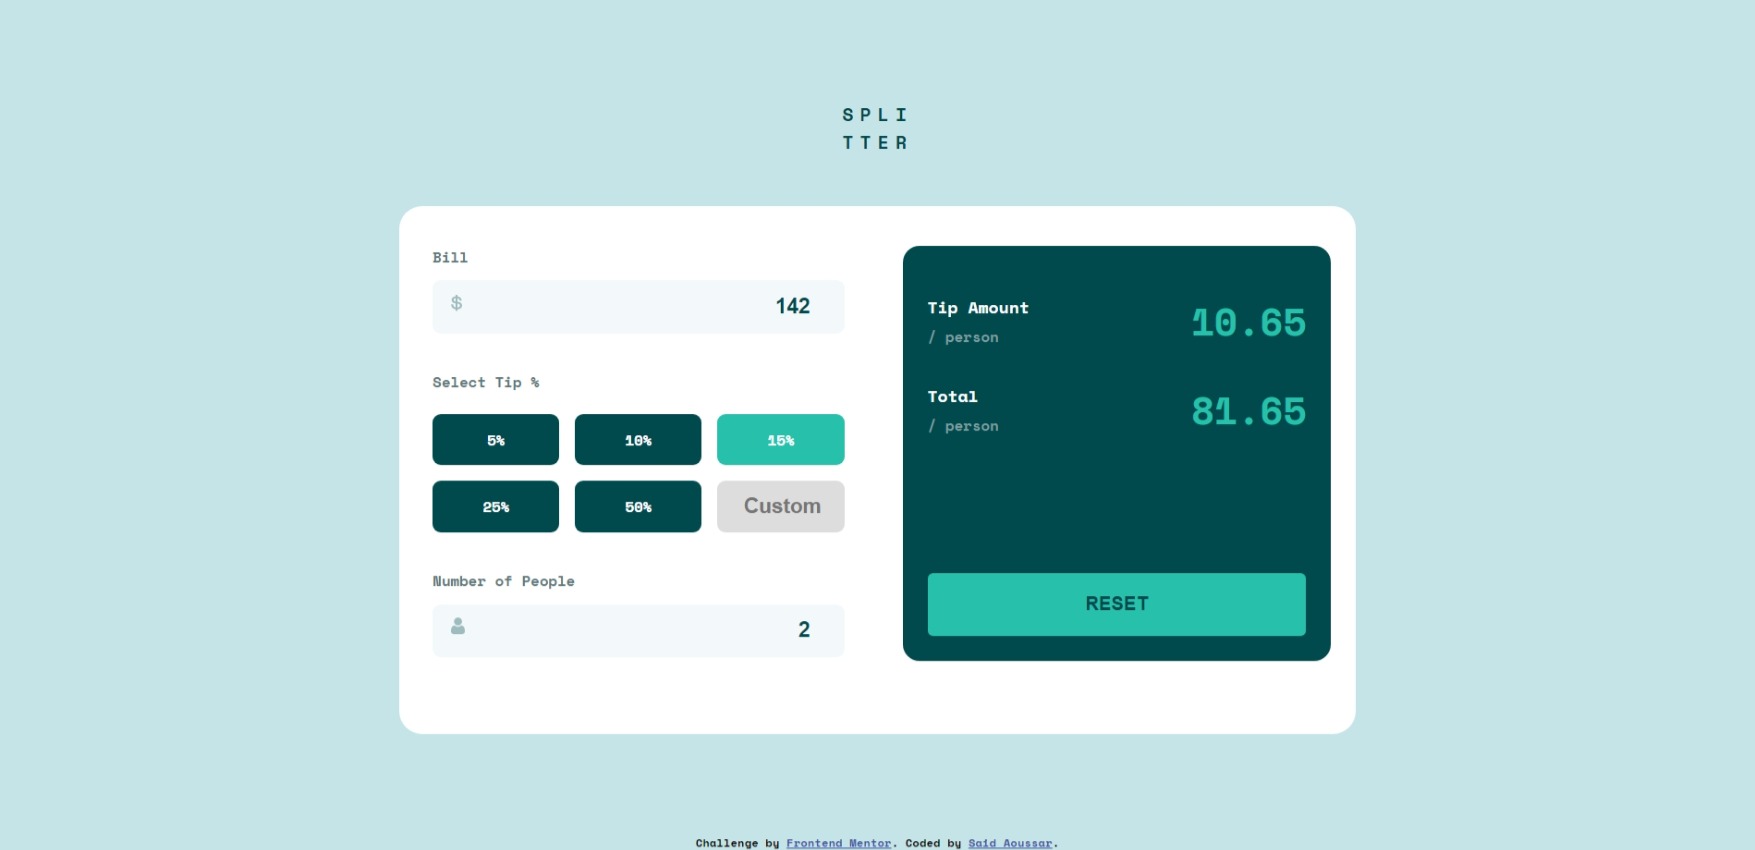 SPLI
TTER
Bill
$
142
Select Tip %
5%
10%
15%
25%
50%
Custom
Number of People
2
Tip Amount
/ person
10.65
Total
/ person
81.65
RESET
Challenge by Frontend Mentor. Coded by Said Aoussar.